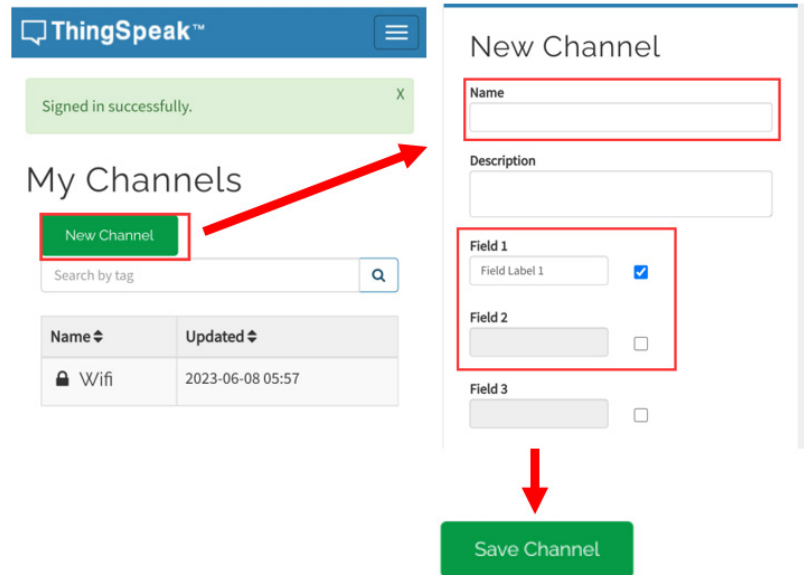 ThingSpeak™
Signed in successfully.
X
My Channels
New Channel
Search by tag
Name Updated
Wifi 2023-06-08 05:57
New Channel
Name
Description
Field 1
Field Label 1
Field 2
Field 3
Save Channel